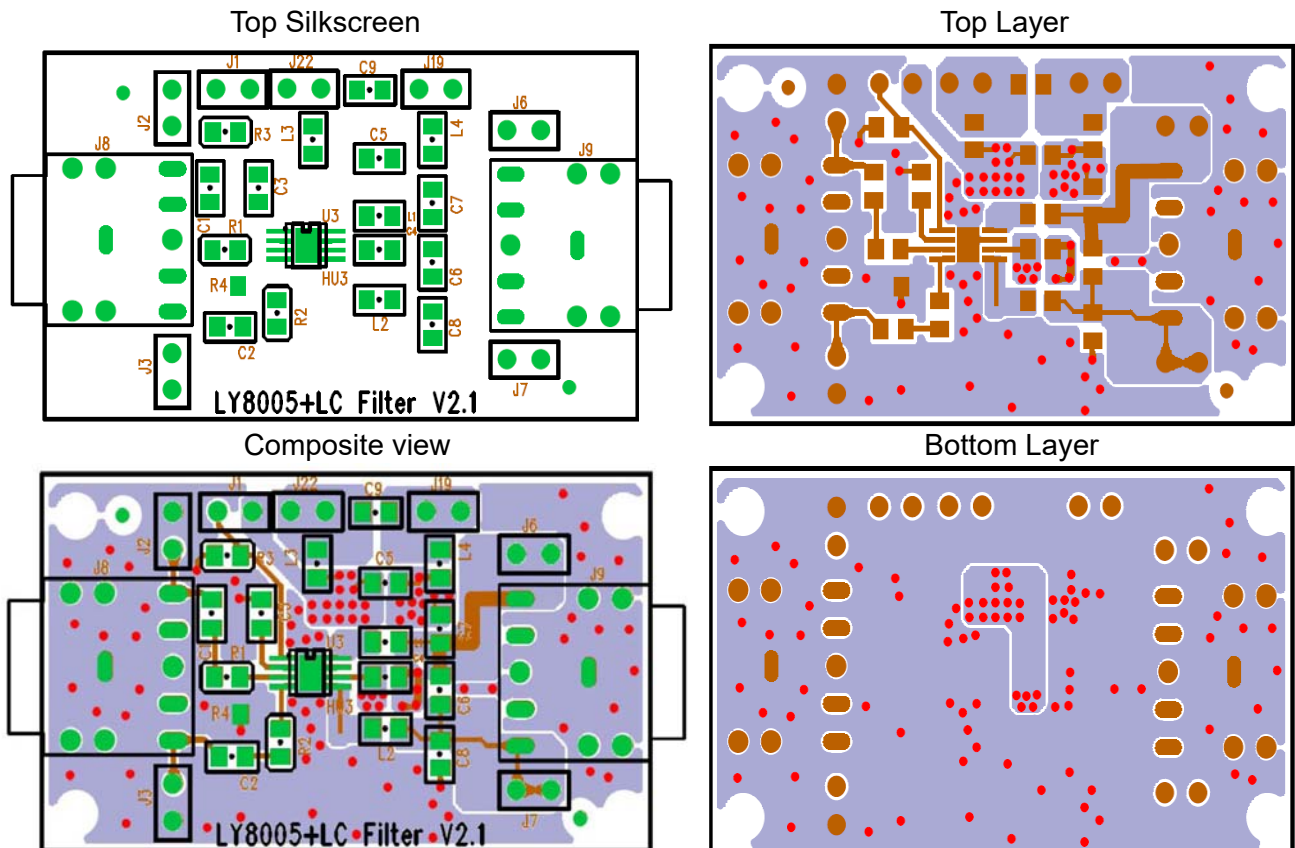 Top Silkscreen
J1 J22 C9 J19
J2 R3 L3 C5 L4 J6
J8 J9
C1 C3 C7
R1 U3 L1
C4
R4 HU3 C6
R2 L2 C8
C2
J3 J7
LY8005+LC Filter V2.1
Top Layer
Composite view
J1 J22 C9 J19
J2 R3 L3 C5 L4 J6
J8 J9
R1 U3
R4 C6
R2 L2 C8
C2
J3 J7
LY8005+LC Filter V2.1
Bottom Layer